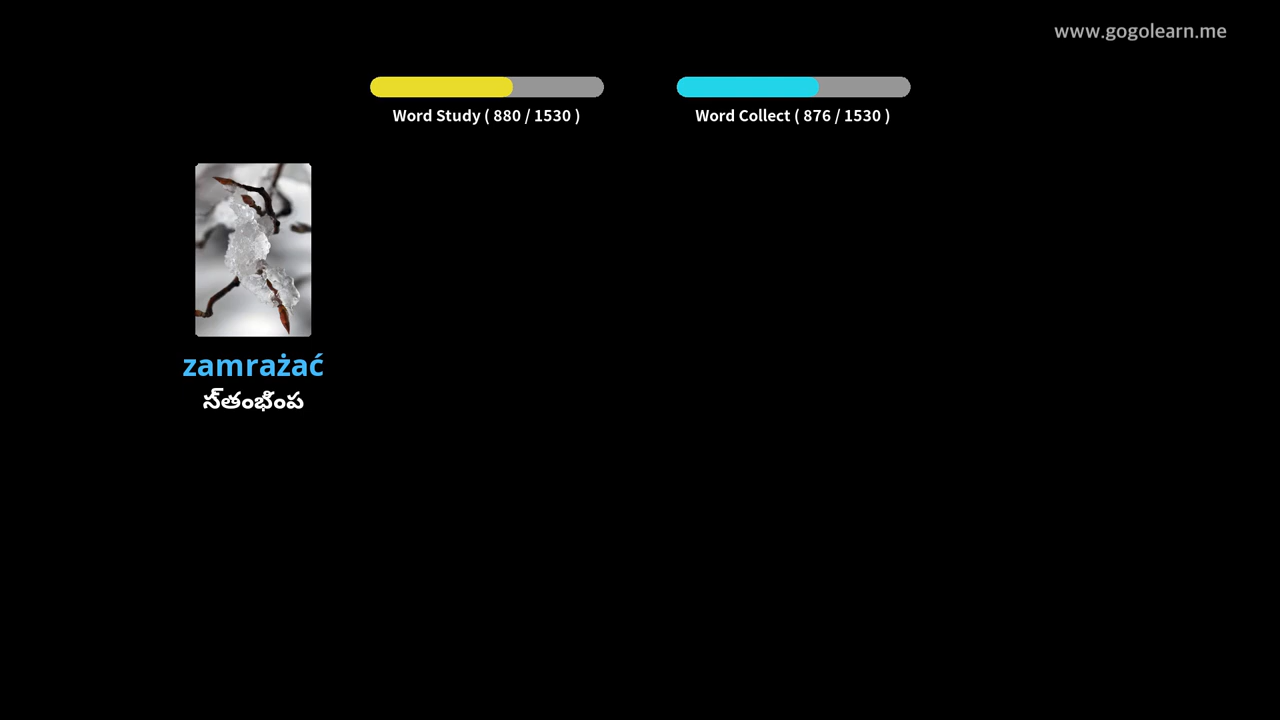 www.gogolearn.me
Word Study ( 880 / 1530 )
Word Collect ( 876 / 1530 )
zamrażać
స్తంభింప